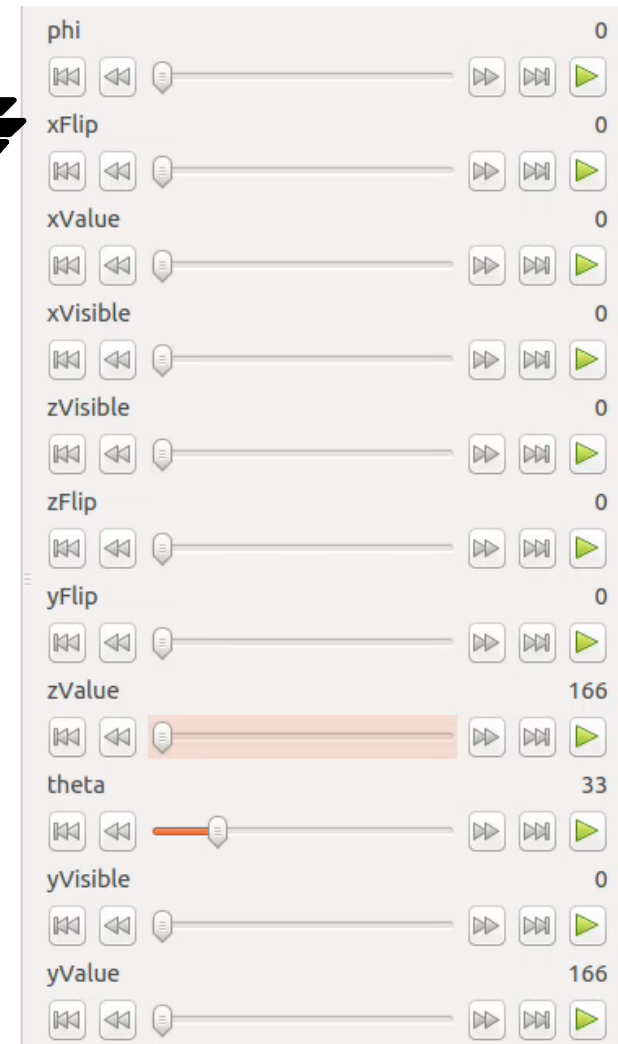 phi 0
xFlip 0
xValue 0
xVisible 0
zVisible 0
zFlip 0
yFlip 0
zValue 166
theta 33
yVisible 0
yValue 166